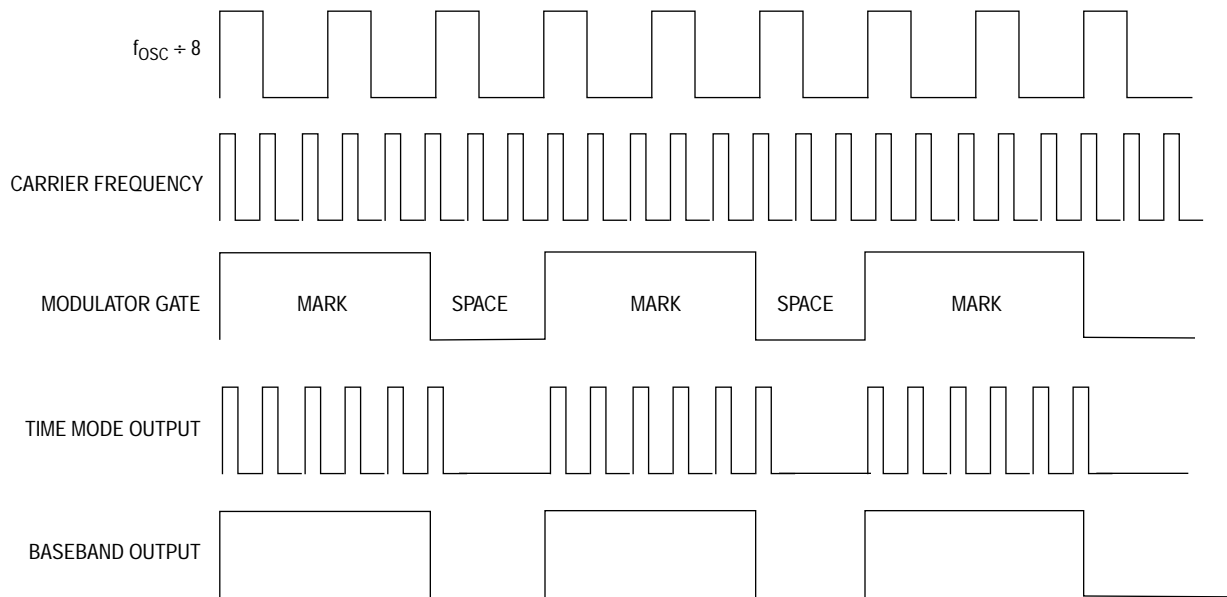 fOSC ÷ 8
CARRIER FREQUENCY
MODULATOR GATE
MARK
SPACE
MARK
SPACE
MARK
TIME MODE OUTPUT
BASEBAND OUTPUT